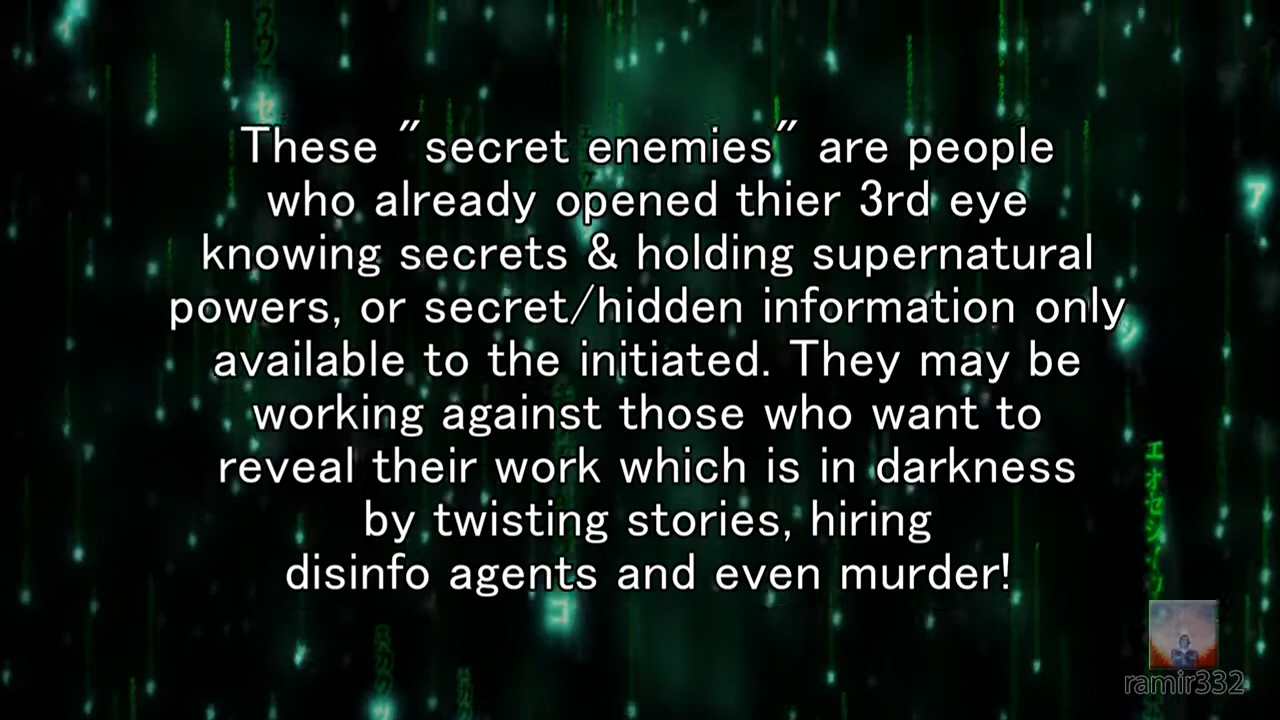 These "secret enemies" are people
who already opened thier 3rd eye
knowing secrets & holding supernatural
powers, or secret/hidden information only
available to the initiated. They may be
working against those who want to
reveal their work which is in darkness
by twisting stories, hiring
disinfo agents and even murder!
ramir332